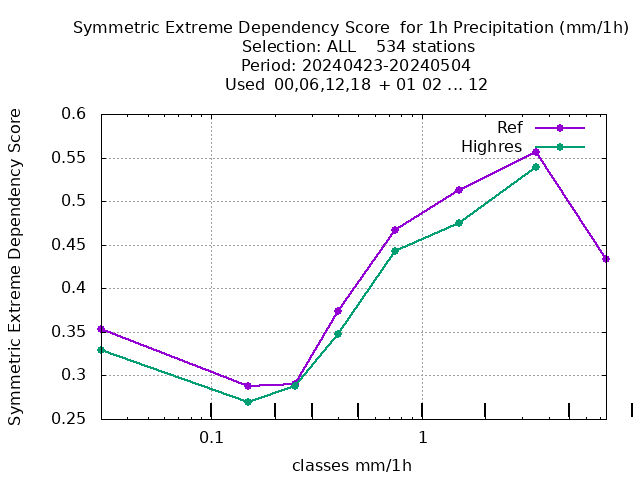 Symmetric Extreme Dependency Score  for 1h Precipitation (mm/1h)
Selection: ALL    534 stations
Period: 20240423-20240504
Used  00,06,12,18  + 01 02 ... 12
Symmetric Extreme Dependency Score
0.6
0.55
0.5
0.45
0.4
0.35
0.3
0.25
Ref
Highres
0.1
1
classes mm/1h